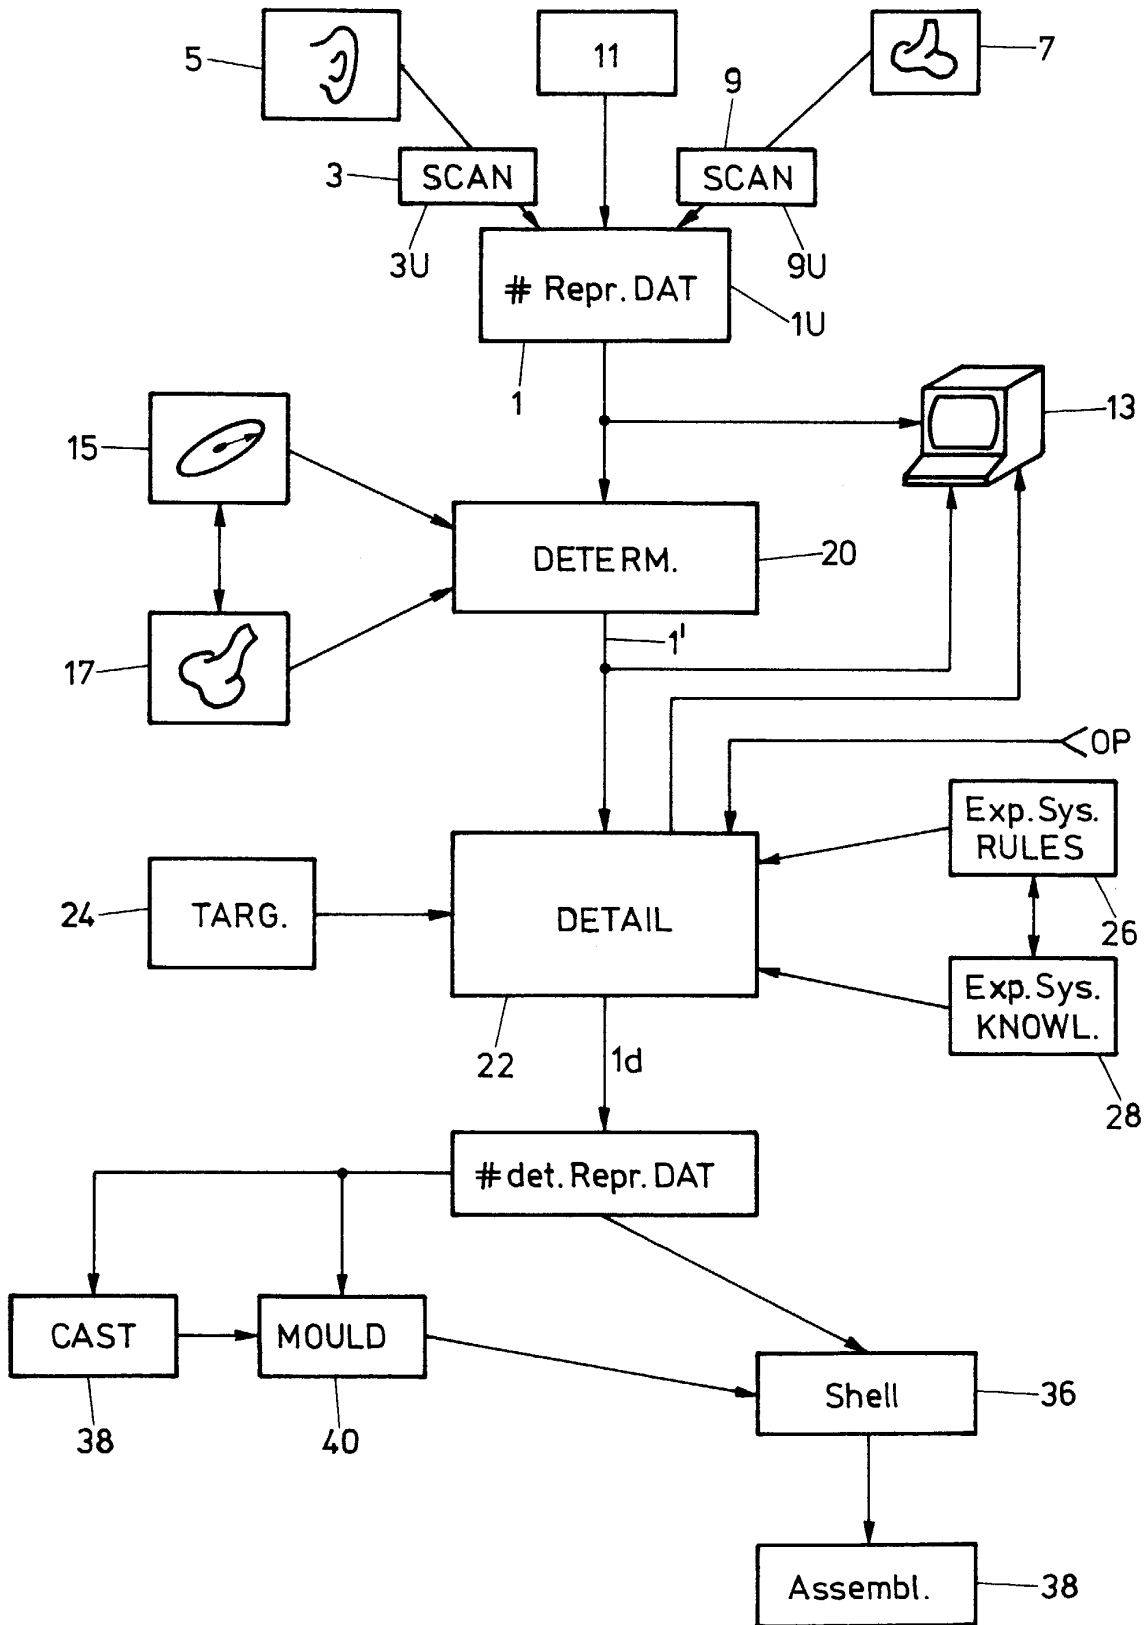 5
11
7
9
3
SCAN
SCAN
3U
9U
# Repr. DAT
1U
1
13
15
DETERM.
20
1'
17
OP
Exp. Sys.
RULES
24
TARG.
DETAIL
26
Exp. Sys.
KNOWL.
22
1d
28
# det. Repr. DAT
CAST
MOULD
Shell
36
38
40
Assembl.
38